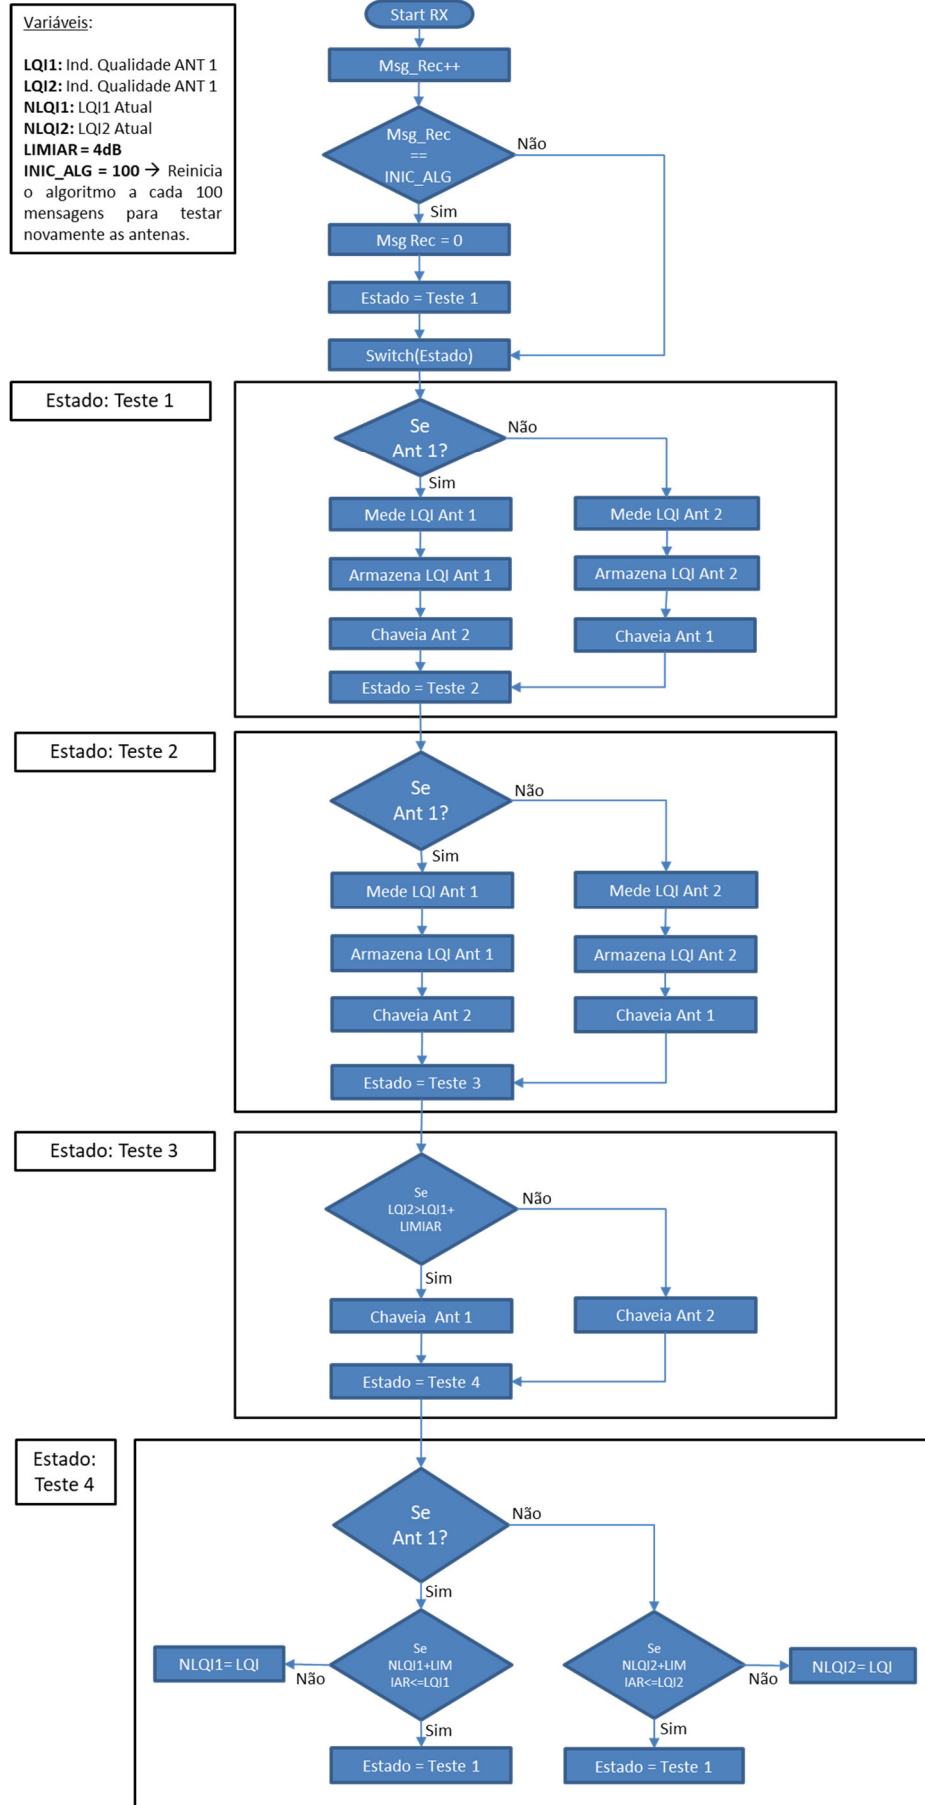 Variáveis:
LQI1: Ind. Qualidade ANT 1
LQI2: Ind. Qualidade ANT 1
NLQI1: LQI1 Atual
NLQI2: LQI2 Atual
LIMIAR = 4dB
INIC_ALG = 100 → Reinicia
o algoritmo a cada 100
mensagens para testar
novamente as antenas.
Start RX
Msg_Rec++
Msg_Rec
==
INIC_ALG
Não
Sim
Msg Rec = 0
Estado = Teste 1
Switch(Estado)
Estado: Teste 1
Se
Ant 1?
Não
Sim
Mede LQI Ant 1
Mede LQI Ant 2
Armazena LQI Ant 1
Armazena LQI Ant 2
Chaveia Ant 2
Chaveia Ant 1
Estado = Teste 2
Estado: Teste 2
Se
Ant 1?
Não
Sim
Mede LQI Ant 1
Mede LQI Ant 2
Armazena LQI Ant 1
Armazena LQI Ant 2
Chaveia Ant 2
Chaveia Ant 1
Estado = Teste 3
Estado: Teste 3
Se
LQI2>LQI1+
LIMIAR
Não
Sim
Chaveia Ant 1
Chaveia Ant 2
Estado = Teste 4
Estado:
Teste 4
Se
Ant 1?
Não
Sim
NLQI1= LQI
Não
Se
NLQI1+LIM
IAR<=LQI1
Sim
Estado = Teste 1
Se
NLQI2+LIM
IAR<=LQI2
Não
NLQI2= LQI
Sim
Estado = Teste 1